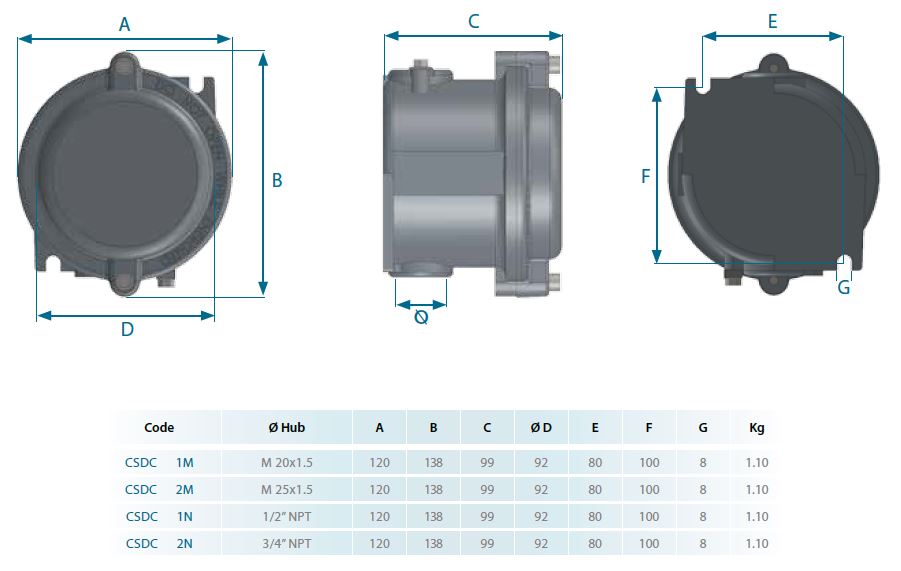 A
C
E
B
F
G
D
Ø
Code Ø Hub A B C Ø D E F G Kg
CSDC 1M M 20x1.5 120 138 99 92 80 100 8 1.10
CSDC 2M M 25x1.5 120 138 99 92 80 100 8 1.10
CSDC 1N 1/2” NPT 120 138 99 92 80 100 8 1.10
CSDC 2N 3/4” NPT 120 138 99 92 80 100 8 1.10